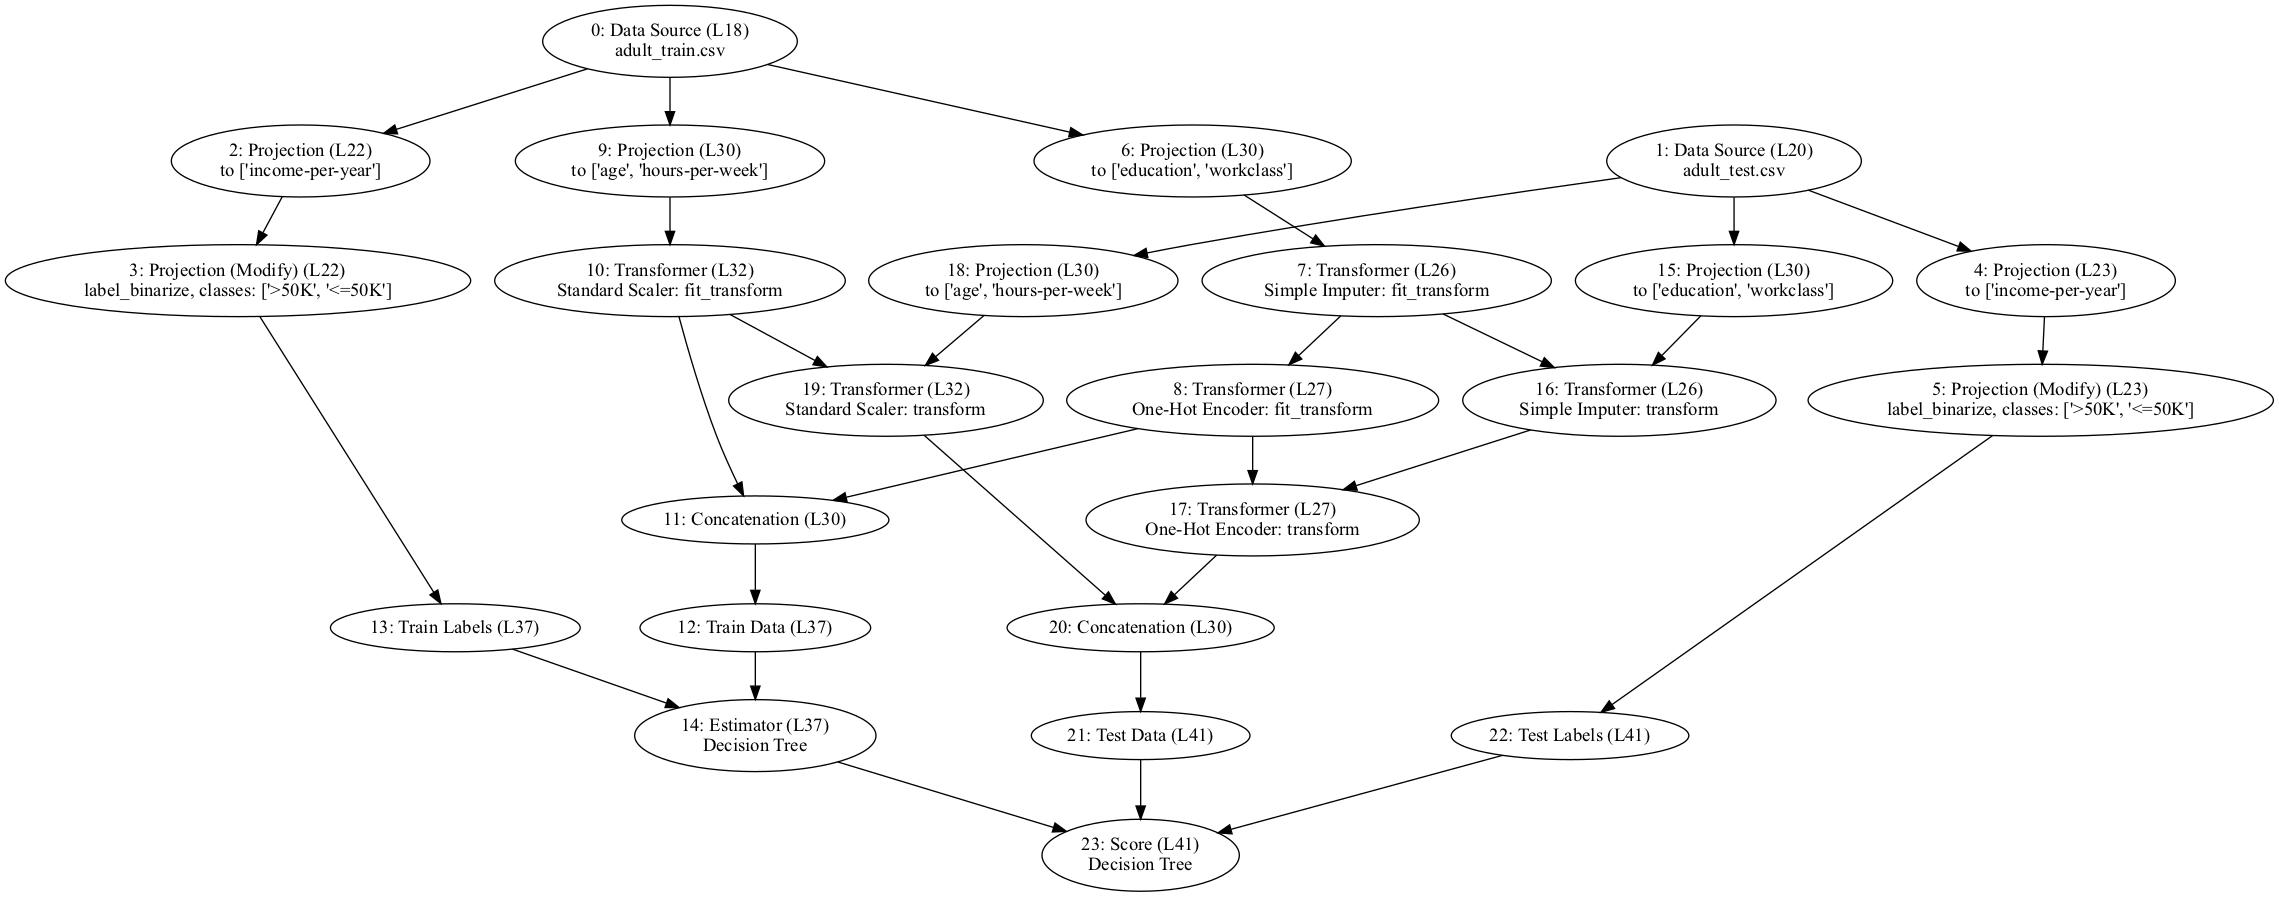 0: Data Source (L18)
adult_train.csv
2: Projection (L22)
to ['income-per-year']
9: Projection (L30)
to ['age', 'hours-per-week']
6: Projection (L30)
to ['education', 'workclass']
1: Data Source (L20)
adult_test.csv
3: Projection (Modify) (L22)
label_binarize, classes: ['>50K', '<=50K']
10: Transformer (L32)
Standard Scaler: fit_transform
18: Projection (L30)
to ['age', 'hours-per-week']
7: Transformer (L26)
Simple Imputer: fit_transform
15: Projection (L30)
to ['education', 'workclass']
4: Projection (L23)
to ['income-per-year']
19: Transformer (L32)
Standard Scaler: transform
8: Transformer (L27)
One-Hot Encoder: fit_transform
16: Transformer (L26)
Simple Imputer: transform
5: Projection (Modify) (L23)
label_binarize, classes: ['>50K', '<=50K']
11: Concatenation (L30)
17: Transformer (L27)
One-Hot Encoder: transform
13: Train Labels (L37)
12: Train Data (L37)
20: Concatenation (L30)
14: Estimator (L37)
Decision Tree
21: Test Data (L41)
22: Test Labels (L41)
23: Score (L41)
Decision Tree